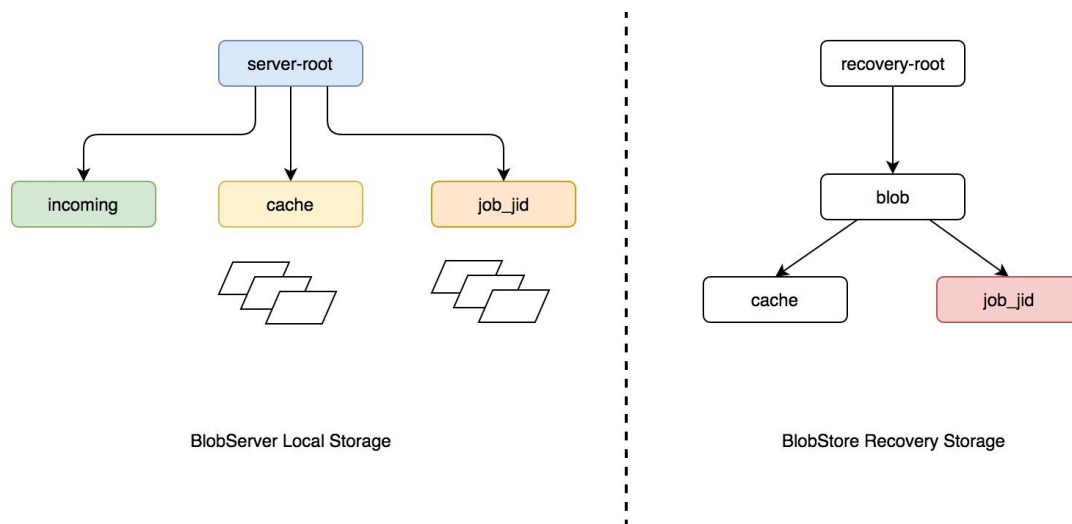 server-root
recovery-root
incoming
cache
job_jid
blob
cache
job_jid
BlobServer Local Storage
BlobStore Recovery Storage